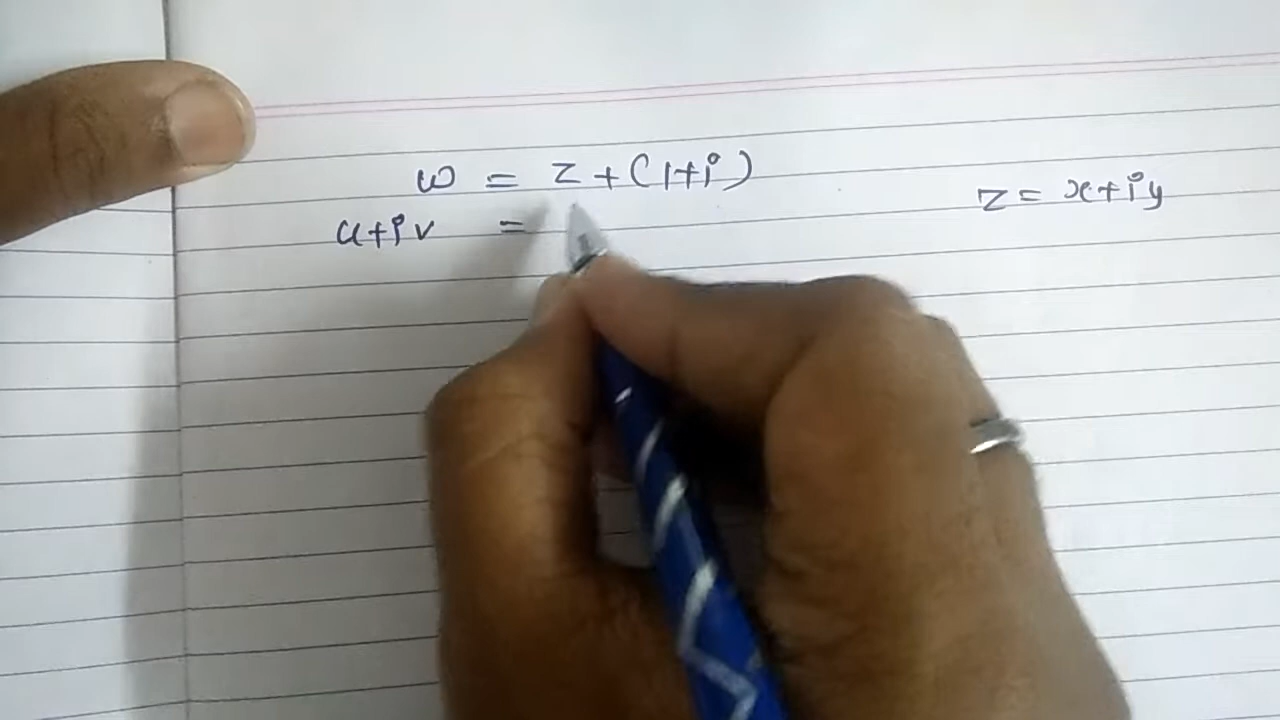 w = z + (1+i)
z = x+iy
u+iv =